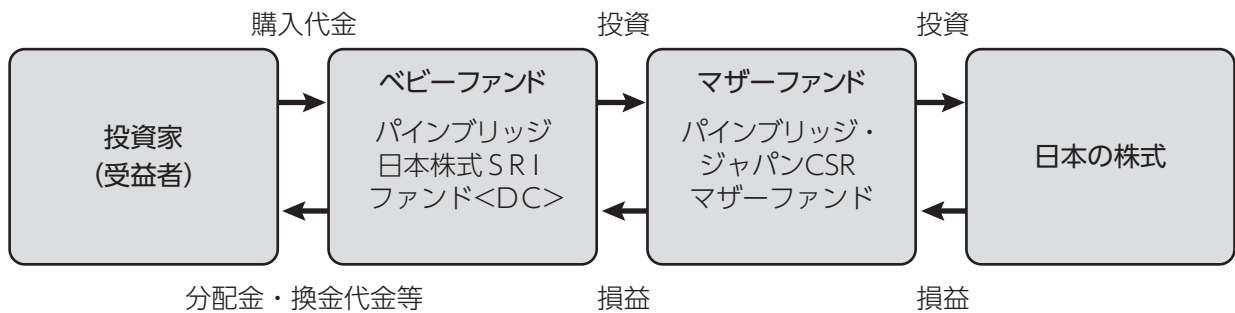 購入代金
投資
投資
投資家
(受益者)
ベビーファンド
パインブリッジ
日本株式SRI
ファンド<DC>
マザーファンド
パインブリッジ・
ジャパンCSR
マザーファンド
日本の株式
分配金・換金代金等
損益
損益